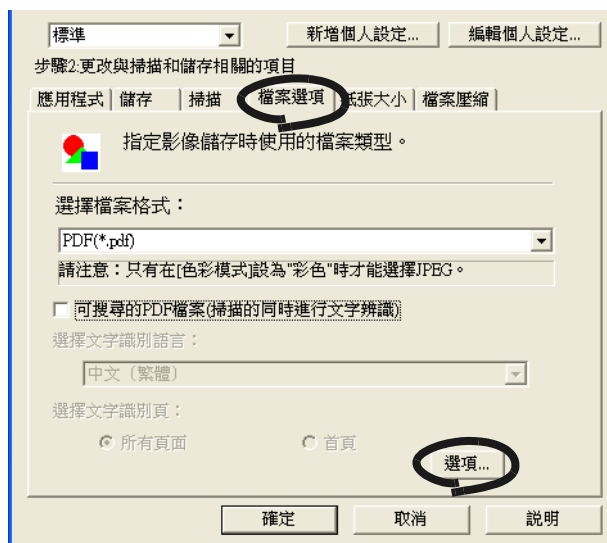 標準 新增個人設定... 編輯個人設定...
步驟2:更改與掃描和儲存相關的項目
應用程式 儲存 掃描 檔案選項 紙張大小 檔案壓縮
指定影像儲存時使用的檔案類型。
選擇檔案格式：
PDF(*.pdf)
請注意：只有在[色彩模式]設為"彩色"時才能選擇JPEG。
可搜尋的PDF檔案(掃描的同時進行文字辨識)
選擇文字識別語言：
中文（繁體）
選擇文字識別頁：
所有頁面 首頁
選項...
確定 取消 說明